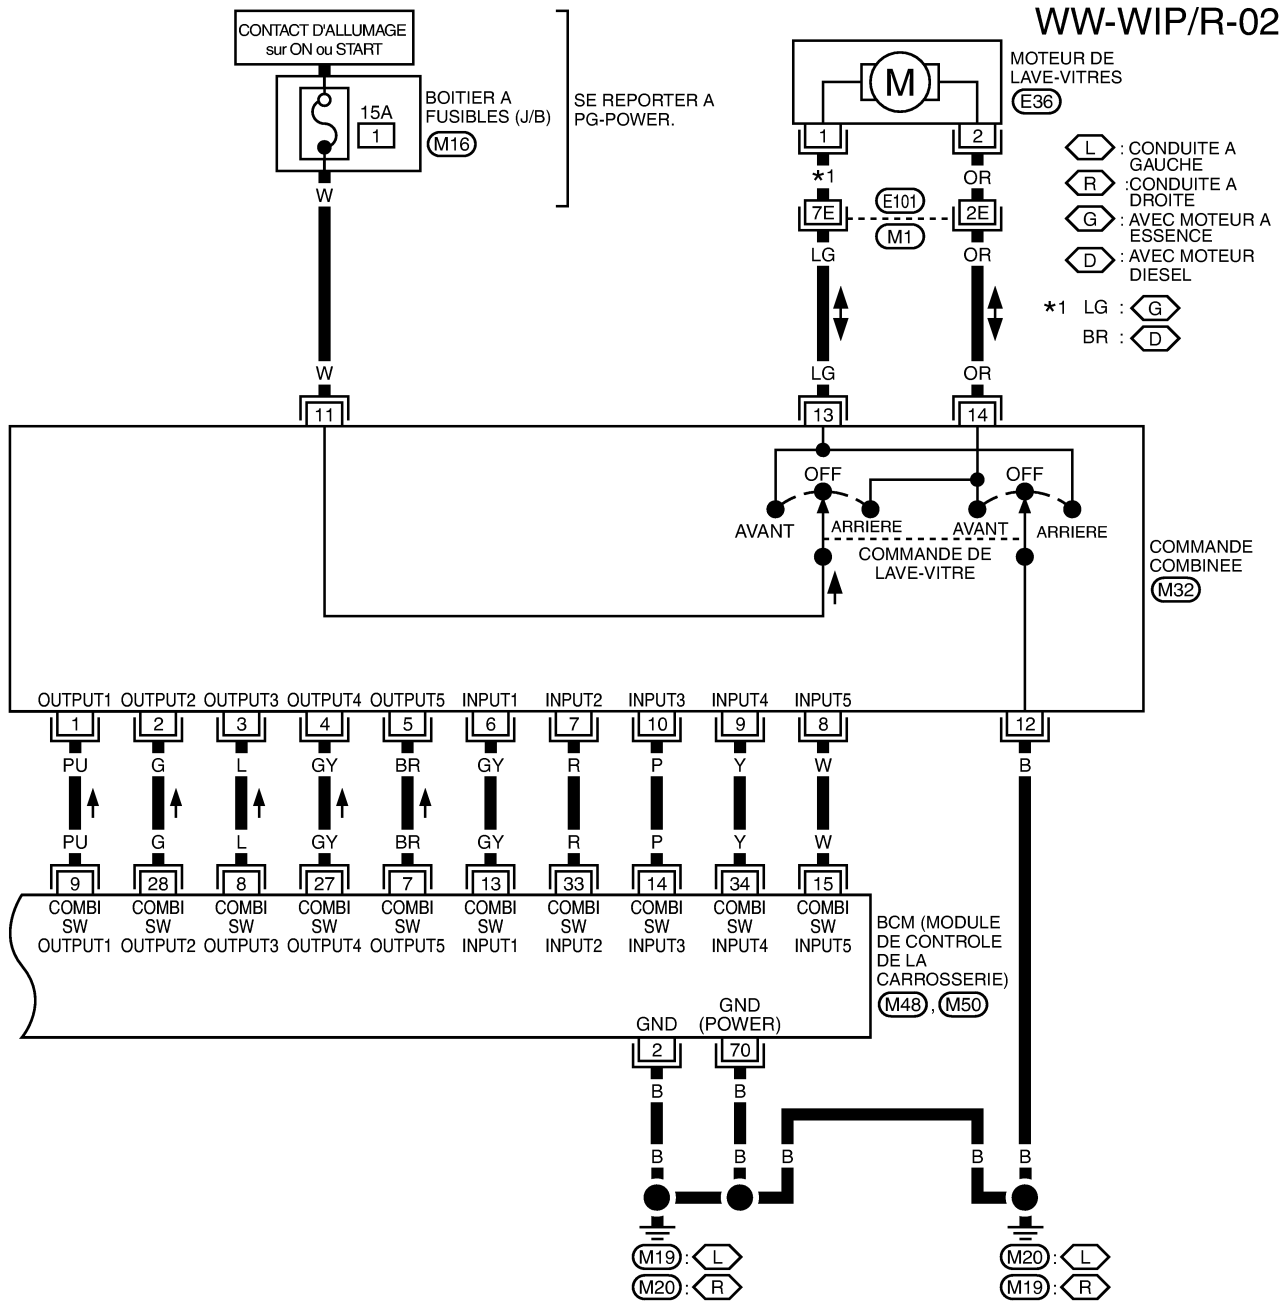 WW-WIP/R-02
CONTACT D'ALLUMAGE
sur ON ou START
15A
1
BOITIER A
FUSIBLES (J/B)
M16
SE REPORTER A
PG-POWER.
M
MOTEUR DE
LAVE-VITRES
E36
1 2
L : CONDUITE A
GAUCHE
R :CONDUITE A
DROITE
G : AVEC MOTEUR A
ESSENCE
D : AVEC MOTEUR
DIESEL
*1 LG : G
BR : D
W
*1 OR
7E E101 2E
M1
LG OR
W LG OR
11 13 14
OFF OFF
AVANT ARRIERE AVANT ARRIERE
COMMANDE DE
LAVE-VITRE
COMMANDE
COMBINEE
M32
OUTPUT1 OUTPUT2 OUTPUT3 OUTPUT4 OUTPUT5 INPUT1 INPUT2 INPUT3 INPUT4 INPUT5
1 2 3 4 5 6 7 10 9 8 12
PU G L GY BR GY R P Y W B
PU G L GY BR GY R P Y W
9 28 8 27 7 13 33 14 34 15
COMBI COMBI COMBI COMBI COMBI COMBI COMBI COMBI COMBI COMBI
SW SW SW SW SW SW SW SW SW SW
OUTPUT1 OUTPUT2 OUTPUT3 OUTPUT4 OUTPUT5 INPUT1 INPUT2 INPUT3 INPUT4 INPUT5
BCM (MODULE
DE CONTROLE
DE LA
CARROSSERIE)
M48 , M50
GND
GND
(POWER)
2 70
B B
B B B B B
M19 : L
M20 : R
M20 : L
M19 : R